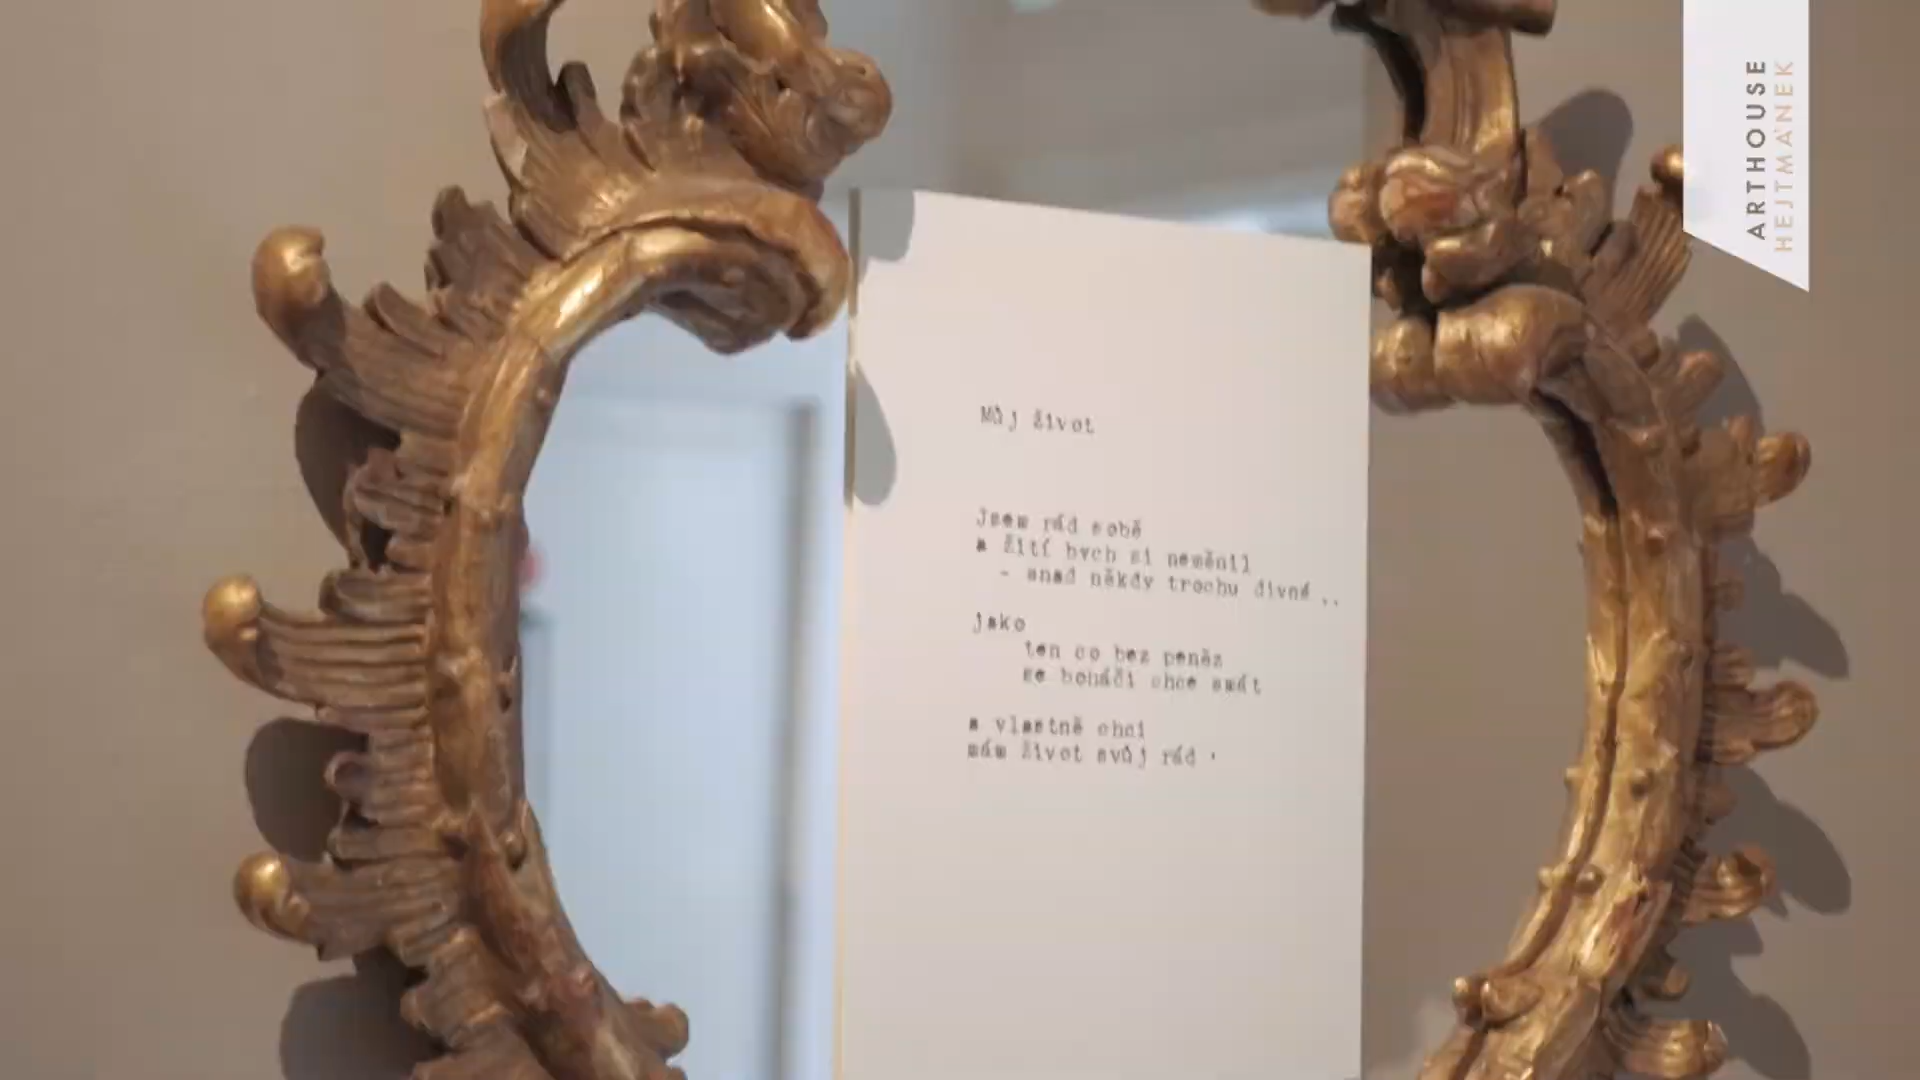 ARTHOUSE
HEJTMÁNEK
Můj život
Jsem rád sobě
a žití bych si neměnil
- snad někdy trochu divné ..
jako
ten co bez peněz
se boháči chce smát
a vlastně chci
mám život svůj rád .